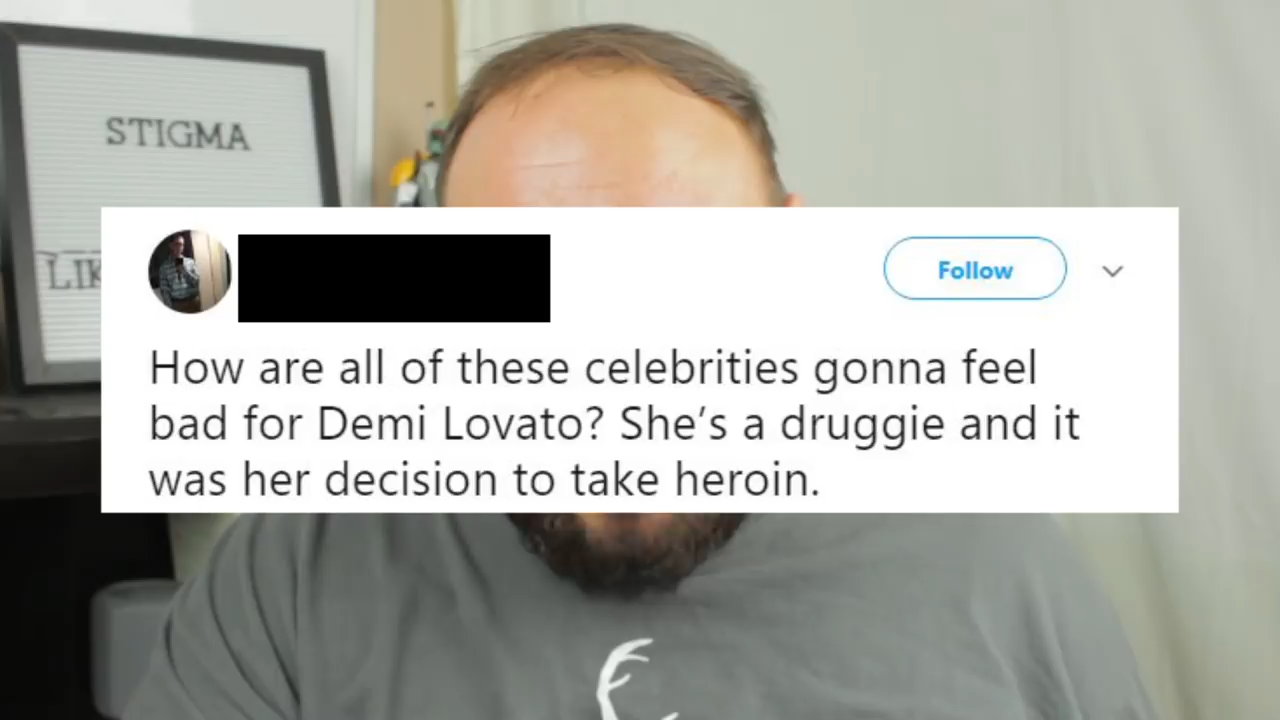 STIGMA
LIK
Follow
How are all of these celebrities gonna feel
bad for Demi Lovato? She's a druggie and it
was her decision to take heroin.